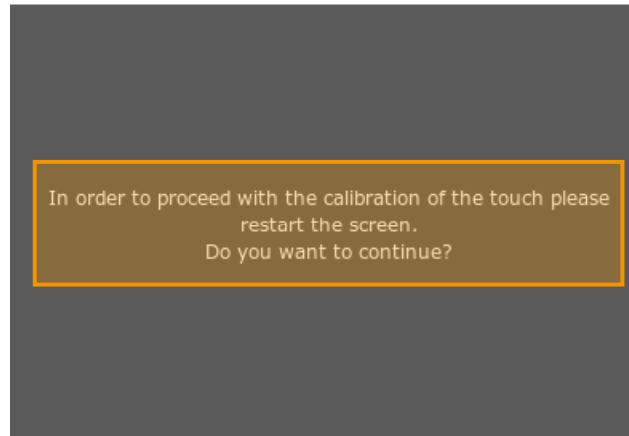 In order to proceed with the calibration of the touch please
restart the screen.
Do you want to continue?